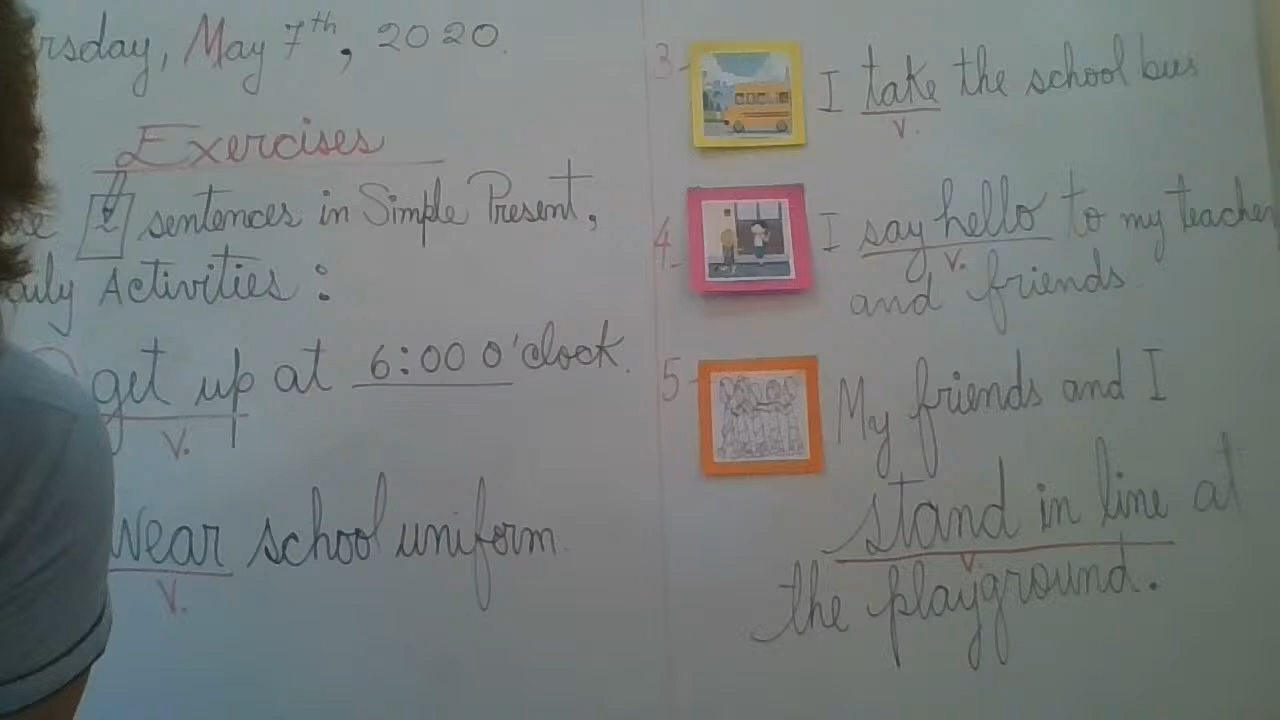 rsday, May 7th, 2020.
Exercises
sentences in Simple Present,
aily Activities:
get up at 6:00 o'clock.
V.
Wear school uniform.
V.
3- I take the school bus
V.
4- I say hello to my teacher
V.
and friends
5- My friends and I
stand in line at
V.
the playground.